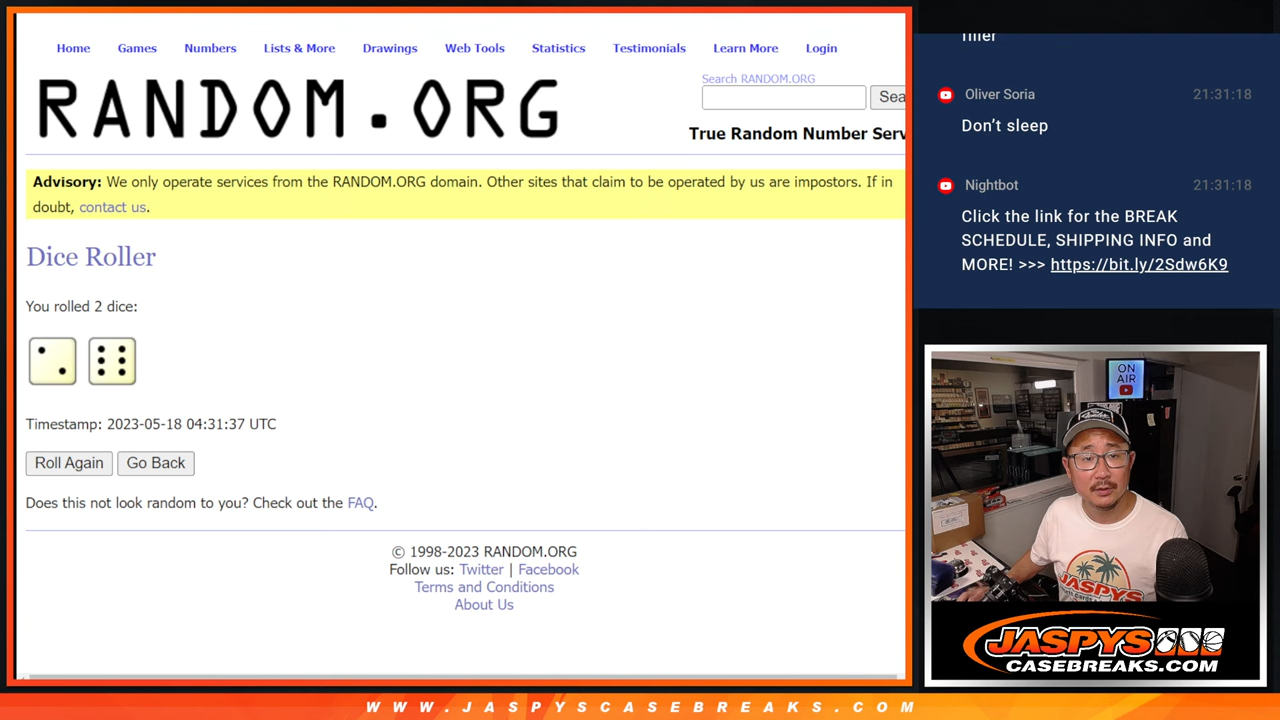 Home Games Numbers Lists & More Drawings Web Tools Statistics Testimonials Learn More Login
RANDOM.ORG
Search RANDOM.ORG
Sea
True Random Number Serv
Advisory: We only operate services from the RANDOM.ORG domain. Other sites that claim to be operated by us are impostors. If in
doubt, contact us.
Dice Roller
You rolled 2 dice:
Timestamp: 2023-05-18 04:31:37 UTC
Roll Again Go Back
Does this not look random to you? Check out the FAQ.
© 1998-2023 RANDOM.ORG
Follow us: Twitter | Facebook
Terms and Conditions
About Us
filler
Oliver Soria 21:31:18
Don’t sleep
Nightbot 21:31:18
Click the link for the BREAK
SCHEDULE, SHIPPING INFO and
MORE! >>> https://bit.ly/2Sdw6K9
ON
AIR
JASPYS
JASPYS
CASEBREAKS.COM
WWW.JASPYSCASEBREAKS.COM